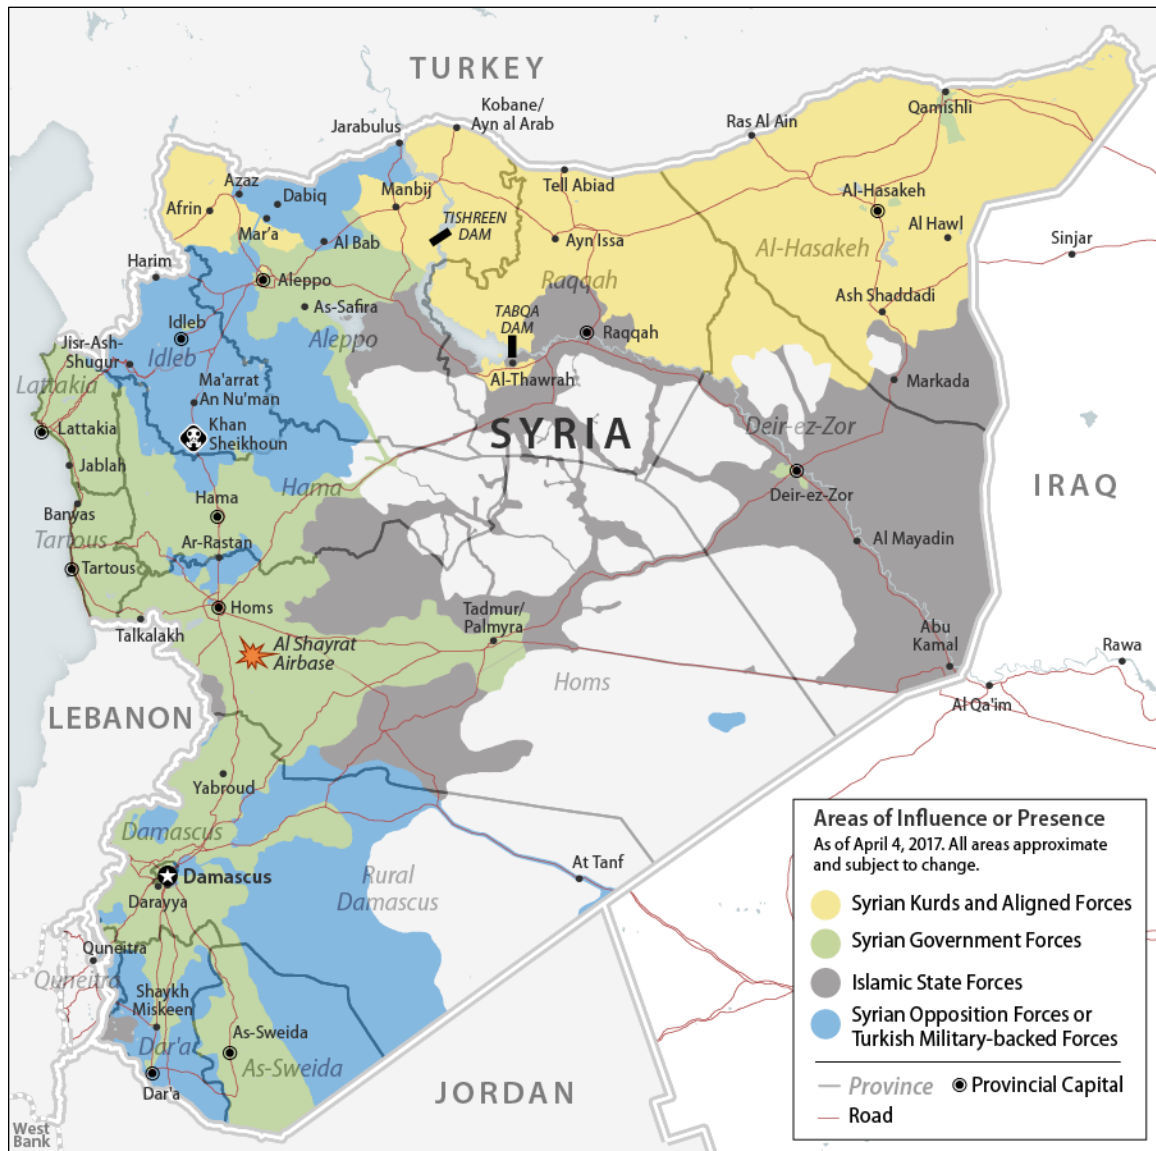 TURKEY
Kobane/
Ayn al Arab
Jarabulus
Ras Al Ain
Qamishli
Azaz
Dabiq
Manbij
Tell Abiad
Afrin
Mar'a
Al Bab
TISHREEN
DAM
Ayn Issa
Al-Hasakeh
Al Hawl
Al-Hasakeh
Sinjar
Harim
Aleppo
Raqqah
Ash Shaddadi
As-Safira
Idleb
Aleppo
TABQA
DAM
Raqqah
Jisr-Ash-
Shugur
Idleb
Lattakia
Al-Thawrah
Markada
Ma'arrat
An Nu'man
Khan
Sheikhoun
Lattakia
SYRIA
Deir-ez-Zor
Jablah
Hama
IRAQ
Hama
Deir-ez-Zor
Banyas
Tartous
Ar-Rastan
Al Mayadin
Tartous
Homs
Tadmur/
Palmyra
Talkalakh
Al Shayrat
Airbase
Abu
Kamal
Rawa
Homs
Al Qa'im
LEBANON
Yabroud
Damascus
Damascus
Darayya
Rural
Damascus
At Tanf
Quneitra
Quneitra
Shaykh
Miskeen
Dar'a
As-Sweida
As-Sweida
Dar'a
JORDAN
West
Bank
Areas of Influence or Presence
As of April 4, 2017. All areas approximate
and subject to change.
Syrian Kurds and Aligned Forces
Syrian Government Forces
Islamic State Forces
Syrian Opposition Forces or
Turkish Military-backed Forces
Province
Provincial Capital
Road